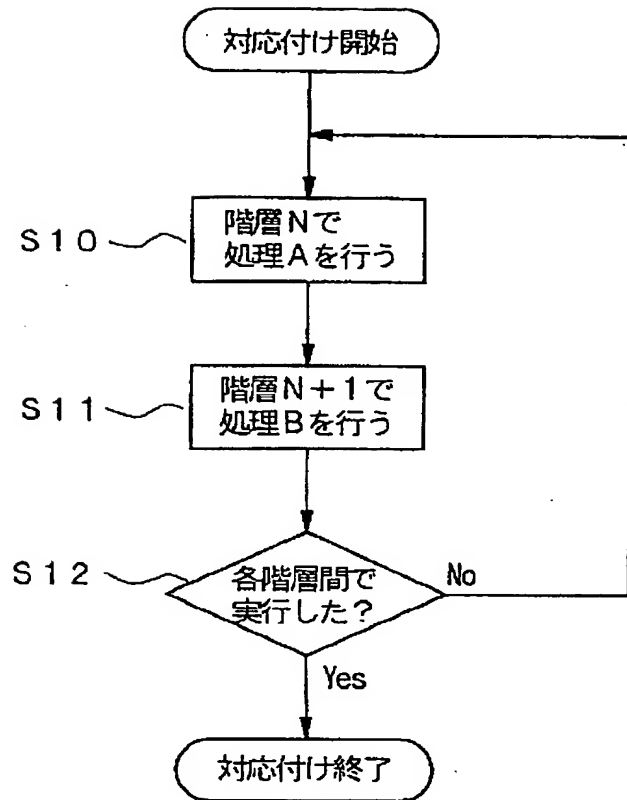 対応付け開始
S10
階層Nで
処理Aを行う
S11
階層N+1で
処理Bを行う
S12
各階層間で
実行した?
No
Yes
対応付け終了